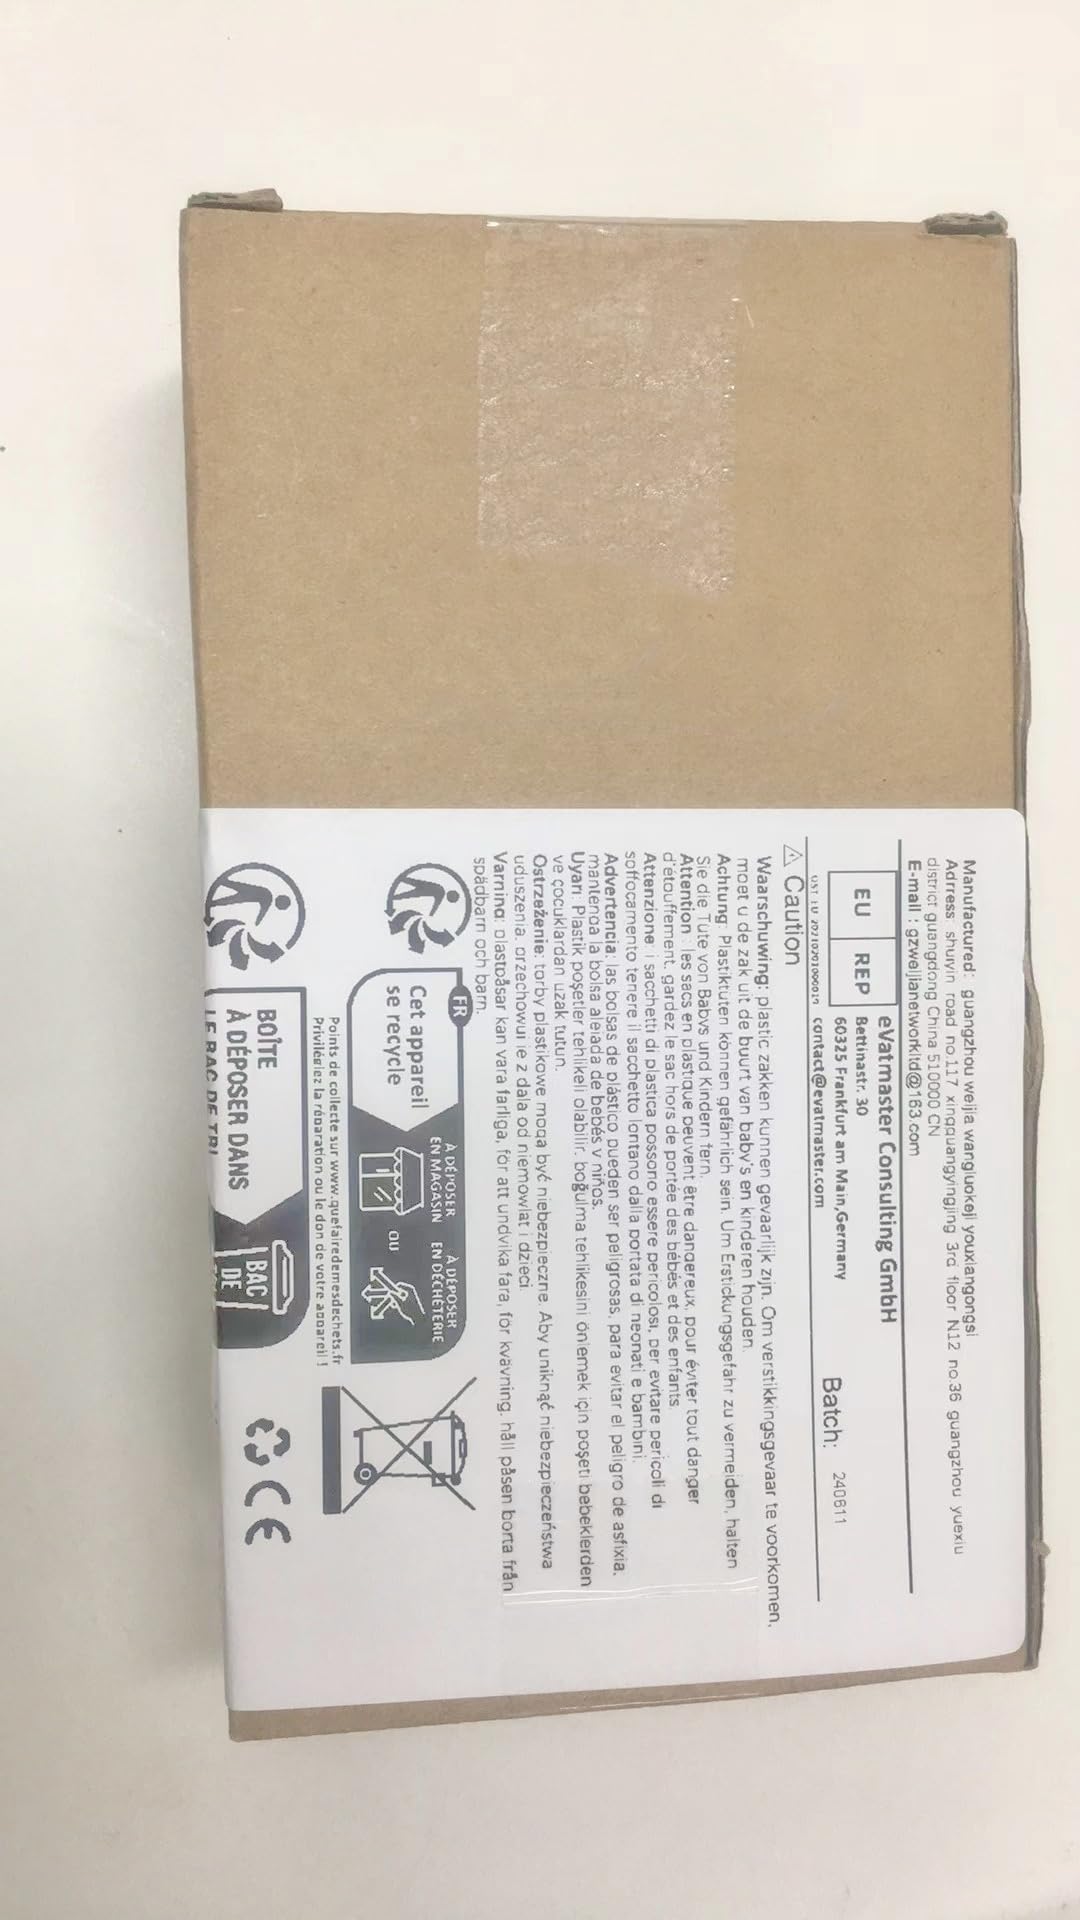 Manufactured: guangzhou weijia wangluokeji youxiangongsi
Adrress: shuiyin road no.117 xingguangyingjing 3rd floor N12 no.36 guangzhou yuexiu
district guangdong China 510000 CN
E-mail: gzweijianetworkltd@163.com
EU REP
eVatmaster Consulting GmbH
Bettinastr. 30
60325 Frankfurt am Main,Germany
contact@evatmaster.com
Batch: 240611
⚠ Caution
Waarschuwing: plastic zakken kunnen gevaarlijk zijn. Om verstikkingsgevaar te voorkomen,
moet u de zak uit de buurt van baby's en kinderen houden.
Achtung: Plastiktüten können gefährlich sein. Um Erstickungsgefahr zu vermeiden, halten
Sie die Tüte von Babys und Kindern fern.
Attention : les sacs en plastique peuvent être dangereux, pour éviter tout danger
d'étouffement, gardez le sac hors de portée des bébés et des enfants.
Attenzione: i sacchetti di plastica possono essere pericolosi, per evitare pericoli di
soffocamento tenere il sacchetto lontano dalla portata di neonati e bambini.
Advertencia: las bolsas de plástico pueden ser peligrosas, para evitar el peligro de asfixia,
mantenga la bolsa alejada de bebés y niños.
Uyarı: Plastik poşetler tehlikeli olabilir, boğulma tehlikesini önlemek için poşeti bebeklerden
ve çocuklardan uzak tutun.
Ostrzeżenie: torby plastikowe mogą być niebezpieczne. Aby uniknąć niebezpieczeństwa
uduszenia, przechowuj je z dala od niemowląt i dzieci.
Varning: plastpåsar kan vara farliga, för att undvika fara, för kvävning, håll påsen borta från
spädbarn och barn.
FR
Cet appareil
se recycle
À DÉPOSER
EN MAGASIN
OU
À DÉPOSER
EN DÉCHÈTERIE
Points de collecte sur www.quefairedemesdechets.fr
Privilégiez la réparation ou le don de votre appareil !
BOÎTE
À DÉPOSER DANS
LE BAC DE TRI
BAC
DE
CE